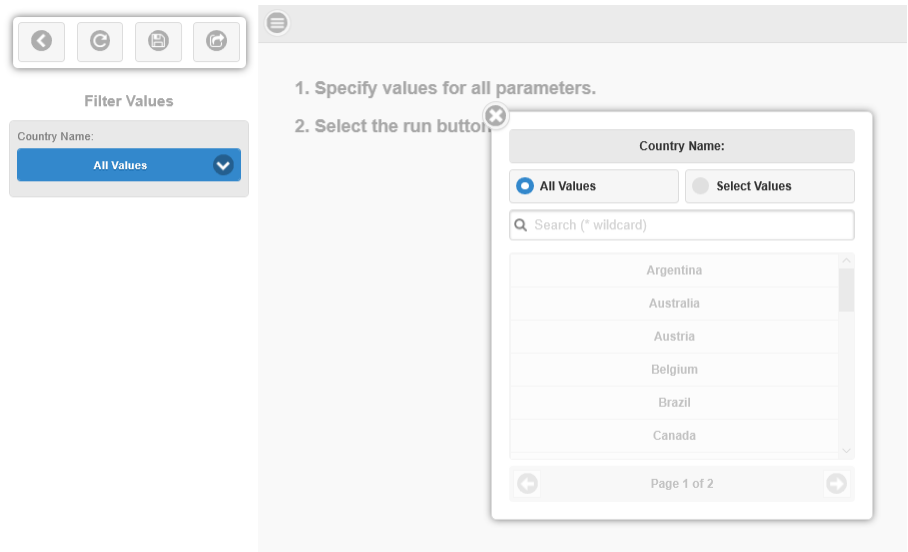 Filter Values
Country Name:
All Values
1. Specify values for all parameters.
2. Select the run button
Country Name:
All Values
Select Values
Search (* wildcard)
Argentina
Australia
Austria
Belgium
Brazil
Canada
Page 1 of 2